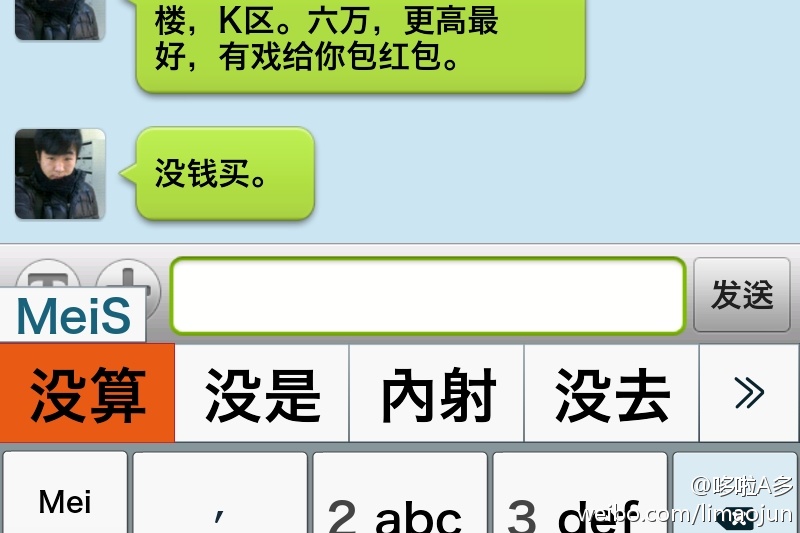 楼，K区。六万，更高最
好，有戏给你包红包。
没钱买。
发送
MeiS
没算
没是
內射
没去
Mei
，
2 abc
3 def
@哆啦A多
weibo.com/limaojun